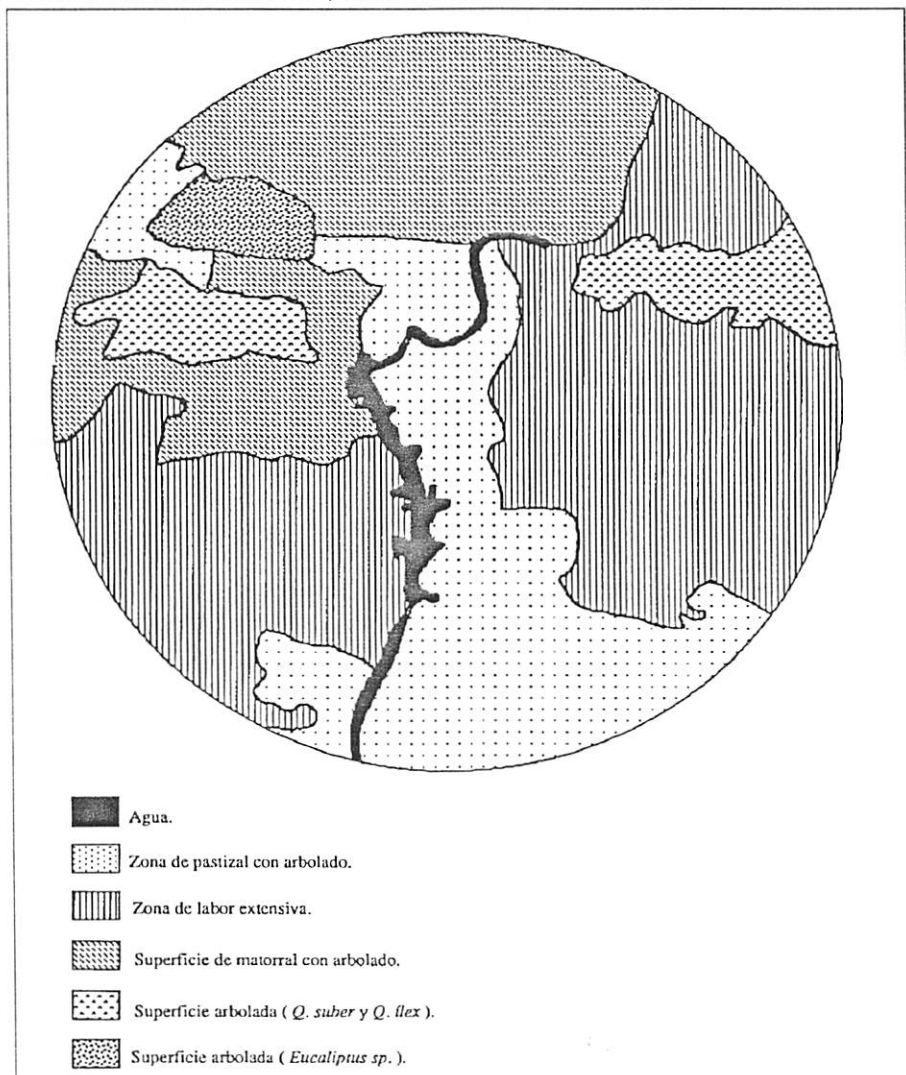 Agua.
Zona de pastizal con arbolado.
Zona de labor extensiva.
Superficie de matorral con arbolado.
Superficie arbolada ( Q. suber y Q. ilex ).
Superficie arbolada ( Eucaliptus sp. ).